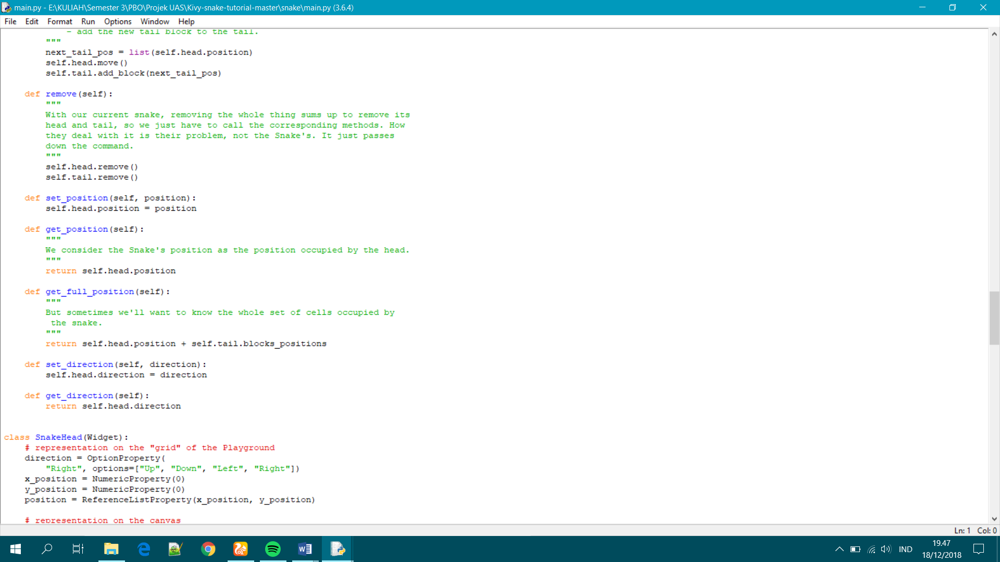 main.py - E:\KULIAH\Semester 3\PBO\Projek UAS\Kivy-snake-tutorial-master\snake\main.py (3.6.4)
File Edit Format Run Options Window Help
- add the new tail block to the tail.
"""
next_tail_pos = list(self.head.position)
self.head.move()
self.tail.add_block(next_tail_pos)
def remove(self):
"""
With our current snake, removing the whole thing sums up to remove its
head and tail, so we just have to call the corresponding methods. How
they deal with it is their problem, not the Snake's. It just passes
down the command.
"""
self.head.remove()
self.tail.remove()
def set_position(self, position):
self.head.position = position
def get_position(self):
"""
We consider the Snake's position as the position occupied by the head.
"""
return self.head.position
def get_full_position(self):
"""
But sometimes we'll want to know the whole set of cells occupied by
the snake.
"""
return self.head.position + self.tail.blocks_positions
def set_direction(self, direction):
self.head.direction = direction
def get_direction(self):
return self.head.direction
class SnakeHead(Widget):
# representation on the "grid" of the Playground
direction = OptionProperty(
"Right", options=["Up", "Down", "Left", "Right"])
x_position = NumericProperty(0)
y_position = NumericProperty(0)
position = ReferenceListProperty(x_position, y_position)
# representation on the canvas
Ln: 1 Col: 0
IND
19.47
18/12/2018